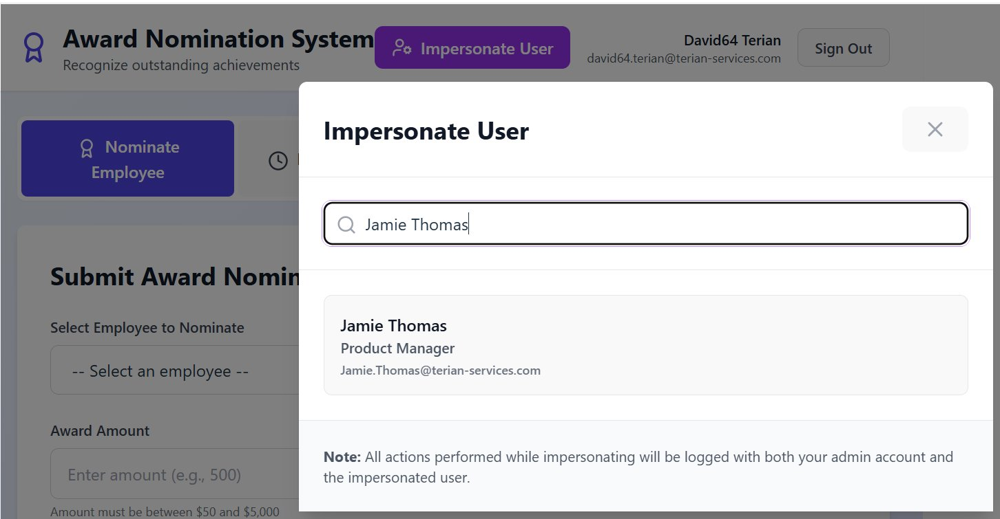 Award Nomination System
Recognize outstanding achievements
Impersonate User
David64 Terian
david64.terian@terian-services.com
Sign Out
Nominate
Employee
Submit Award Nomin
Select Employee to Nominate
-- Select an employee --
Award Amount
Enter amount (e.g., 500)
Amount must be between $50 and $5,000
Impersonate User
Jamie Thomas
Jamie Thomas
Product Manager
Jamie.Thomas@terian-services.com
Note: All actions performed while impersonating will be logged with both your admin account and
the impersonated user.